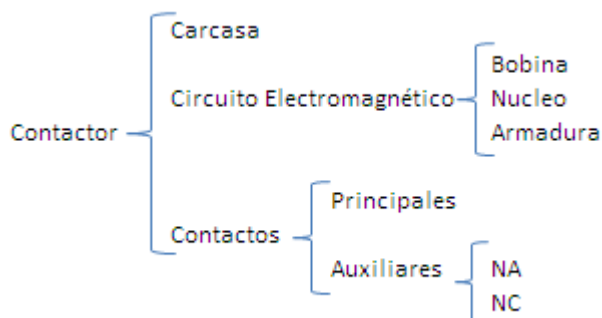 Contactor
Carcasa
Circuito Electromagnético
Bobina
Nucleo
Armadura
Contactos
Principales
Auxiliares
NA
NC